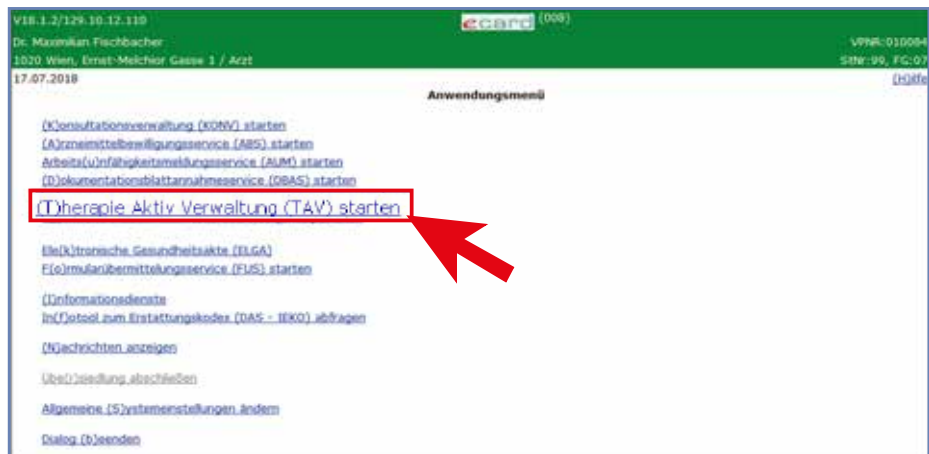 V18.1.2/129.10.12.110 ecard (008)
Dr. Maximilian Fischbacher VPNR:010084
1020 Wien, Ernst-Melchior Gasse 1 / Arzt SitNr:99, FG:07
17.07.2018 (H)ilfe
Anwendungsmenü
(K)onsultationsverwaltung (KONV) starten
(A)rzneimittelbewilligungsservice (ABS) starten
Arbeits(u)nfähigkeitsmeldungsservice (AUM) starten
(D)okumentationsblattannahmeservice (DBAS) starten
(T)herapie Aktiv Verwaltung (TAV) starten
Ele(k)tronische Gesundheitsakte (ELGA)
F(o)rmularübermittelungsservice (FUS) starten
(I)nformationsdienste
In(f)otool zum Erstattungskodex (DAS - IEKO) abfragen
(N)achrichten anzeigen
Übe(r)siedlung abschließen
Allgemeine (S)ystemeinstellungen ändern
Dialog (b)eenden